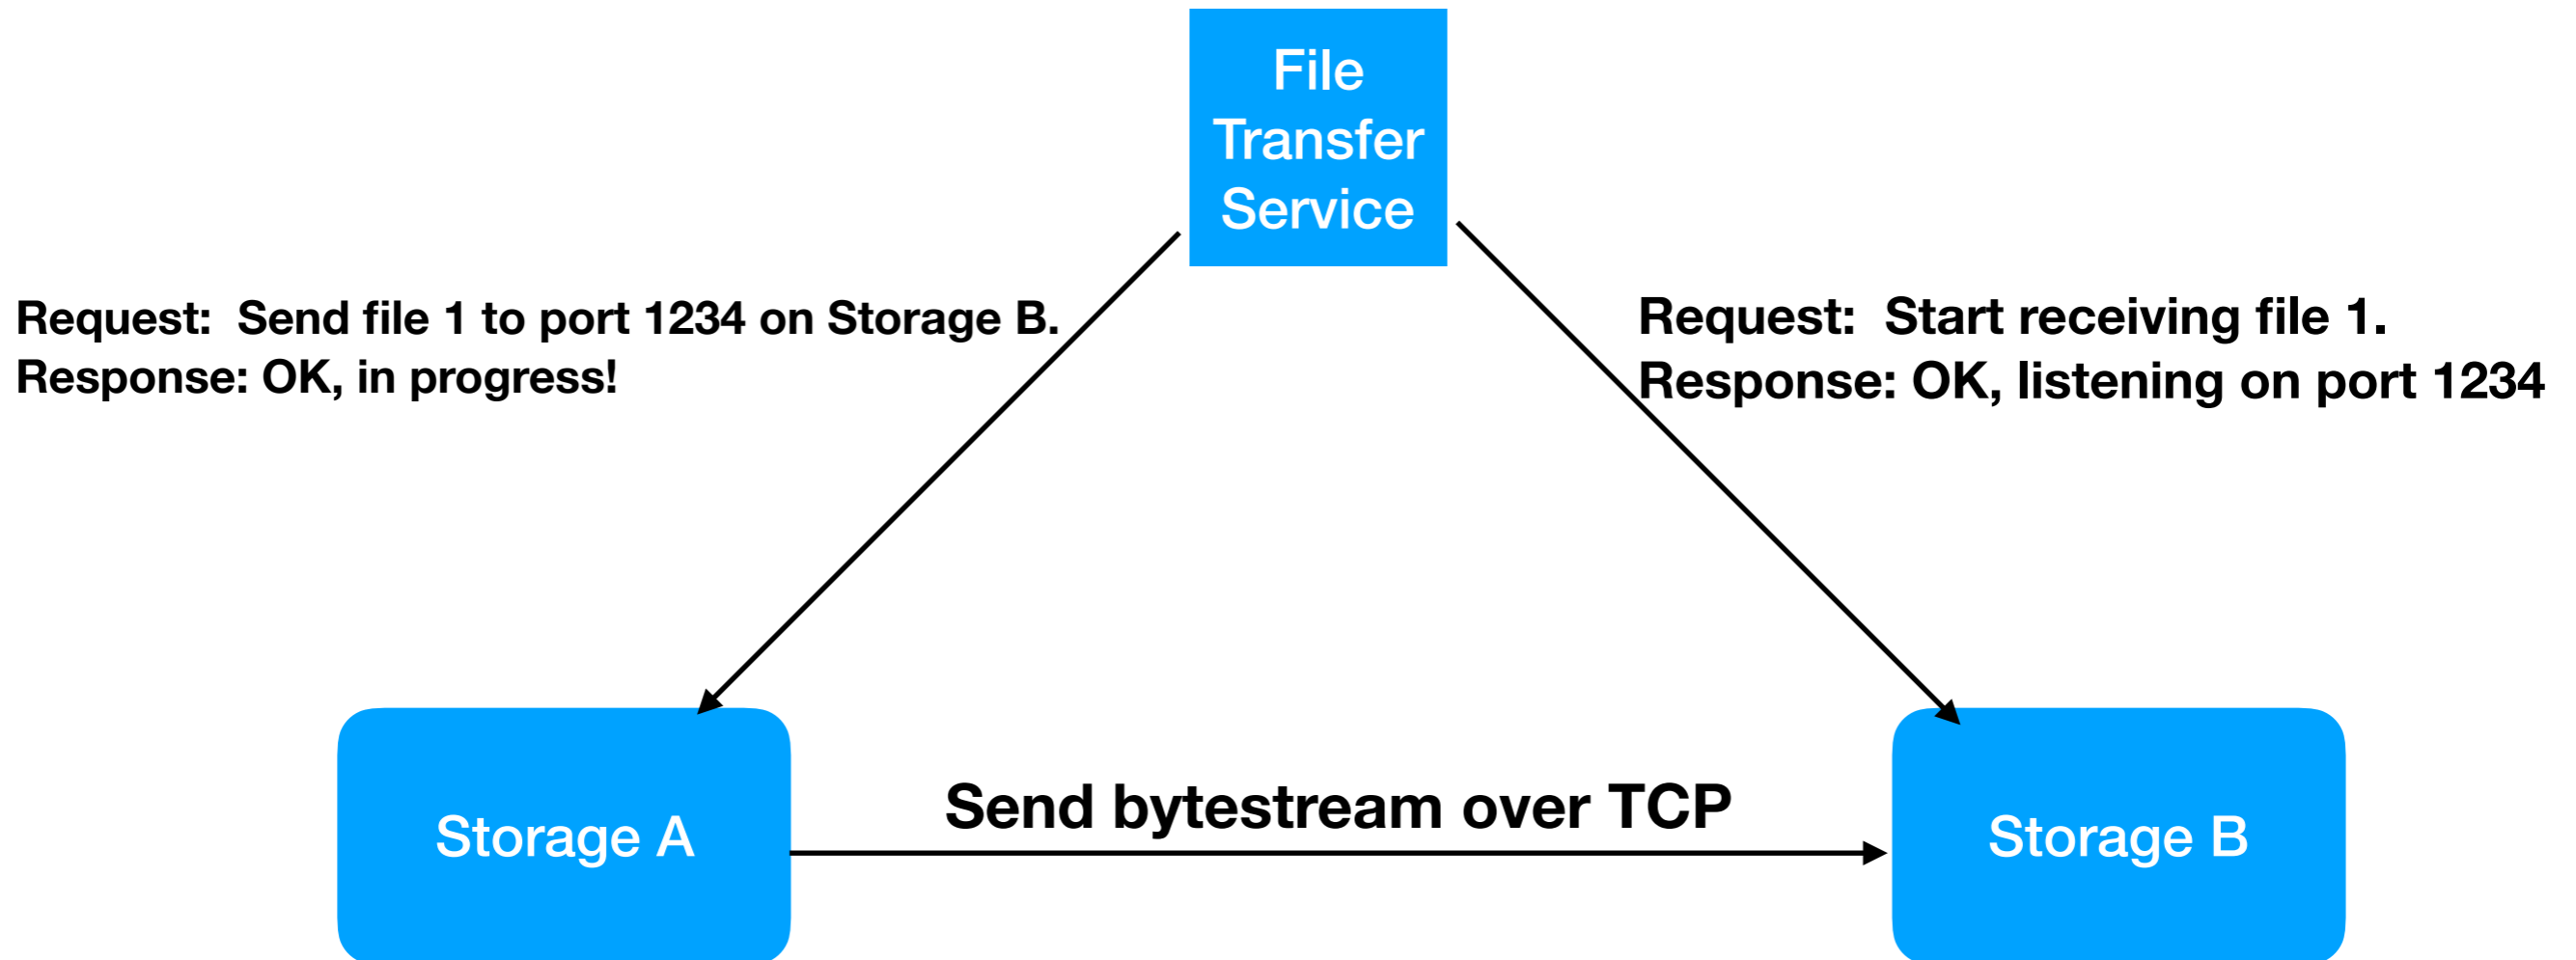 File
Transfer
Service
Request:  Send file 1 to port 1234 on Storage B.
Response: OK, in progress!
Request:  Start receiving file 1.
Response: OK, listening on port 1234
Send bytestream over TCP
Storage A
Storage B